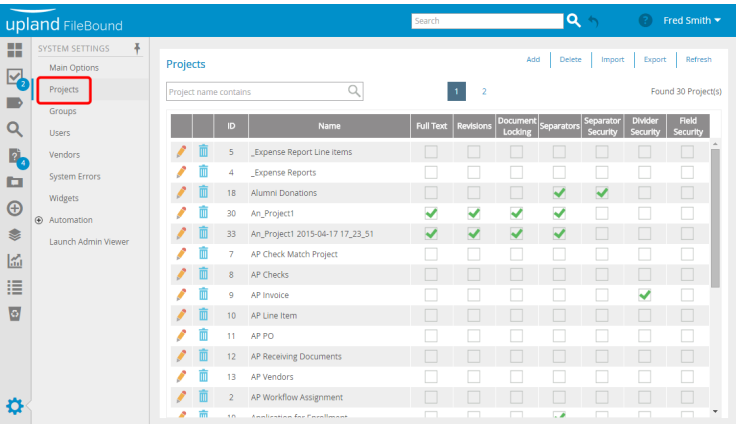 upland FileBound
Search
Fred Smith
SYSTEM SETTINGS
Main Options
Projects
Groups
Users
Vendors
System Errors
Widgets
Automation
Launch Admin Viewer
2
4
Projects
Add Delete Import Export Refresh
Project name contains
1 2
Found 30 Project(s)
ID Name Full Text Revisions Document Locking Separators Separator Security Divider Security Field Security
5 _Expense Report Line items
4 _Expense Reports
18 Alumni Donations
30 An_Project1
33 An_Project1 2015-04-17 17_23_51
7 AP Check Match Project
8 AP Checks
9 AP Invoice
10 AP Line Item
11 AP PO
12 AP Receiving Documents
13 AP Vendors
2 AP Workflow Assignment
Application for Enrollment